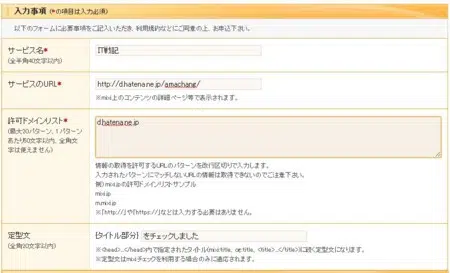 入力事項 (*の項目は入力必須)
以下のフォームに必要事項をご記入いただき、利用規約などにご同意の上、お申込下さい。
サービス名*
(全半角40文字以内)
IT戦記
サービスのURL*
http://d.hatena.ne.jp/amachang/
※mixi上のコンテンツの詳細ページ等で表示されます。
許可ドメインリスト*
(最大20パターン、1パターン
あたり50文字以内、全角文
字は使えません)
d.hatena.ne.jp
情報の取得を許可するURLのパターンを改行区切りで入力します。
入力されたパターンにマッチしないURLの情報は取得できないのでご注意下さい。
例) mixi.jpの許可ドメインリスト・サンプル
mixi.jp
m.mixi.jp
※「http://」や「https://」などは入力する必要はありません。
定型文
(全角20文字以内)
{タイトル部分} をチェックしました
※<head>...</head>内で指定されたタイトル(mixi:title, og:title, <title>...</title>)に続く定型文になります。
※定型文はmixiチェックを利用する場合のみに適応されます。